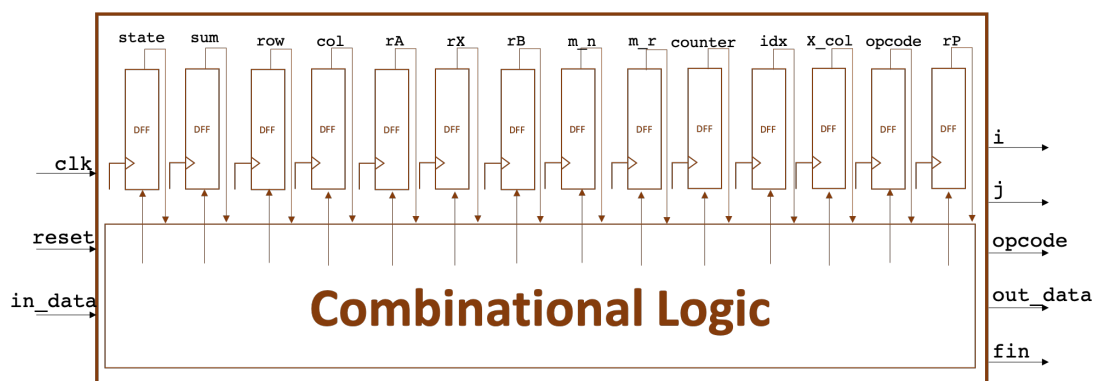 state sum row col rA rX rB m_n m_r counter idx X_col opcode rP
DFF DFF DFF DFF DFF DFF DFF DFF DFF DFF DFF DFF DFF DFF
clk
reset
in_data
Combinational Logic
i
j
opcode
out_data
fin